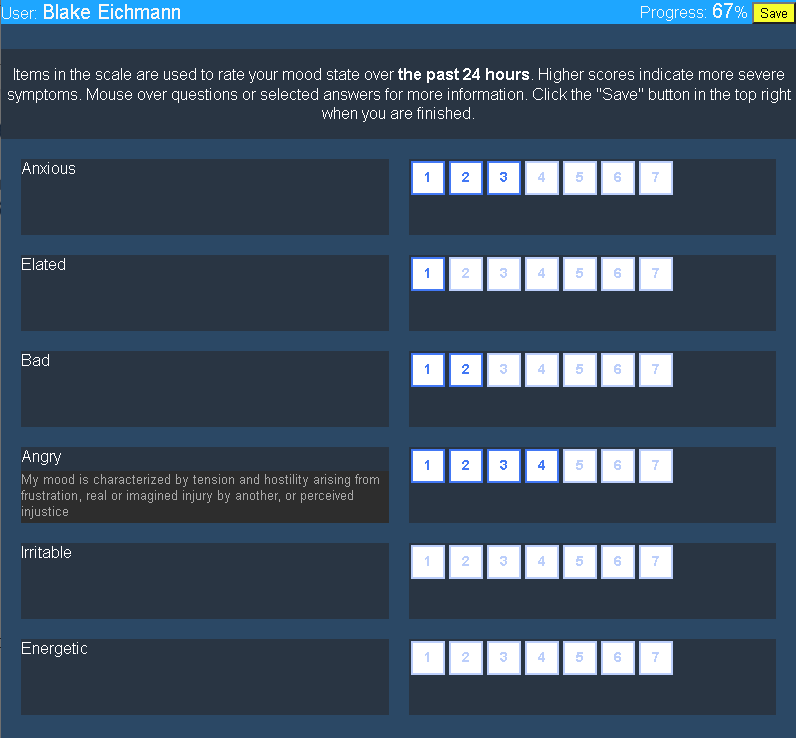 User: Blake Eichmann Progress: 67% Save
Items in the scale are used to rate your mood state over the past 24 hours. Higher scores indicate more severe
symptoms. Mouse over questions or selected answers for more information. Click the "Save" button in the top right
when you are finished.
Anxious 1 2 3 4 5 6 7
Elated 1 2 3 4 5 6 7
Bad 1 2 3 4 5 6 7
Angry 1 2 3 4 5 6 7
My mood is characterized by tension and hostility arising from
frustration, real or imagined injury by another, or perceived
injustice
Irritable 1 2 3 4 5 6 7
Energetic 1 2 3 4 5 6 7